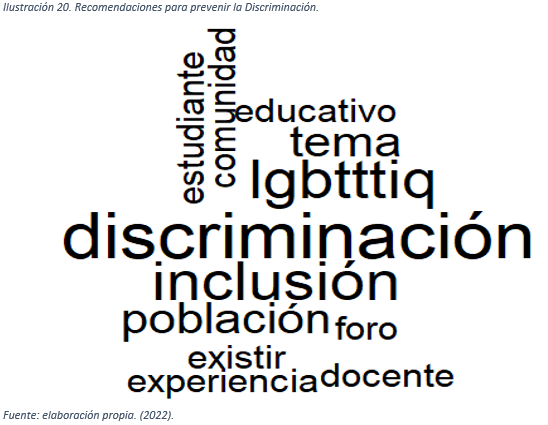 Ilustración 20. Recomendaciones para prevenir la Discriminación.
estudiante
comunidad
educativo
tema
lgbtttiq
discriminación
inclusión
población
foro
existir
experiencia
docente
Fuente: elaboración propia. (2022).